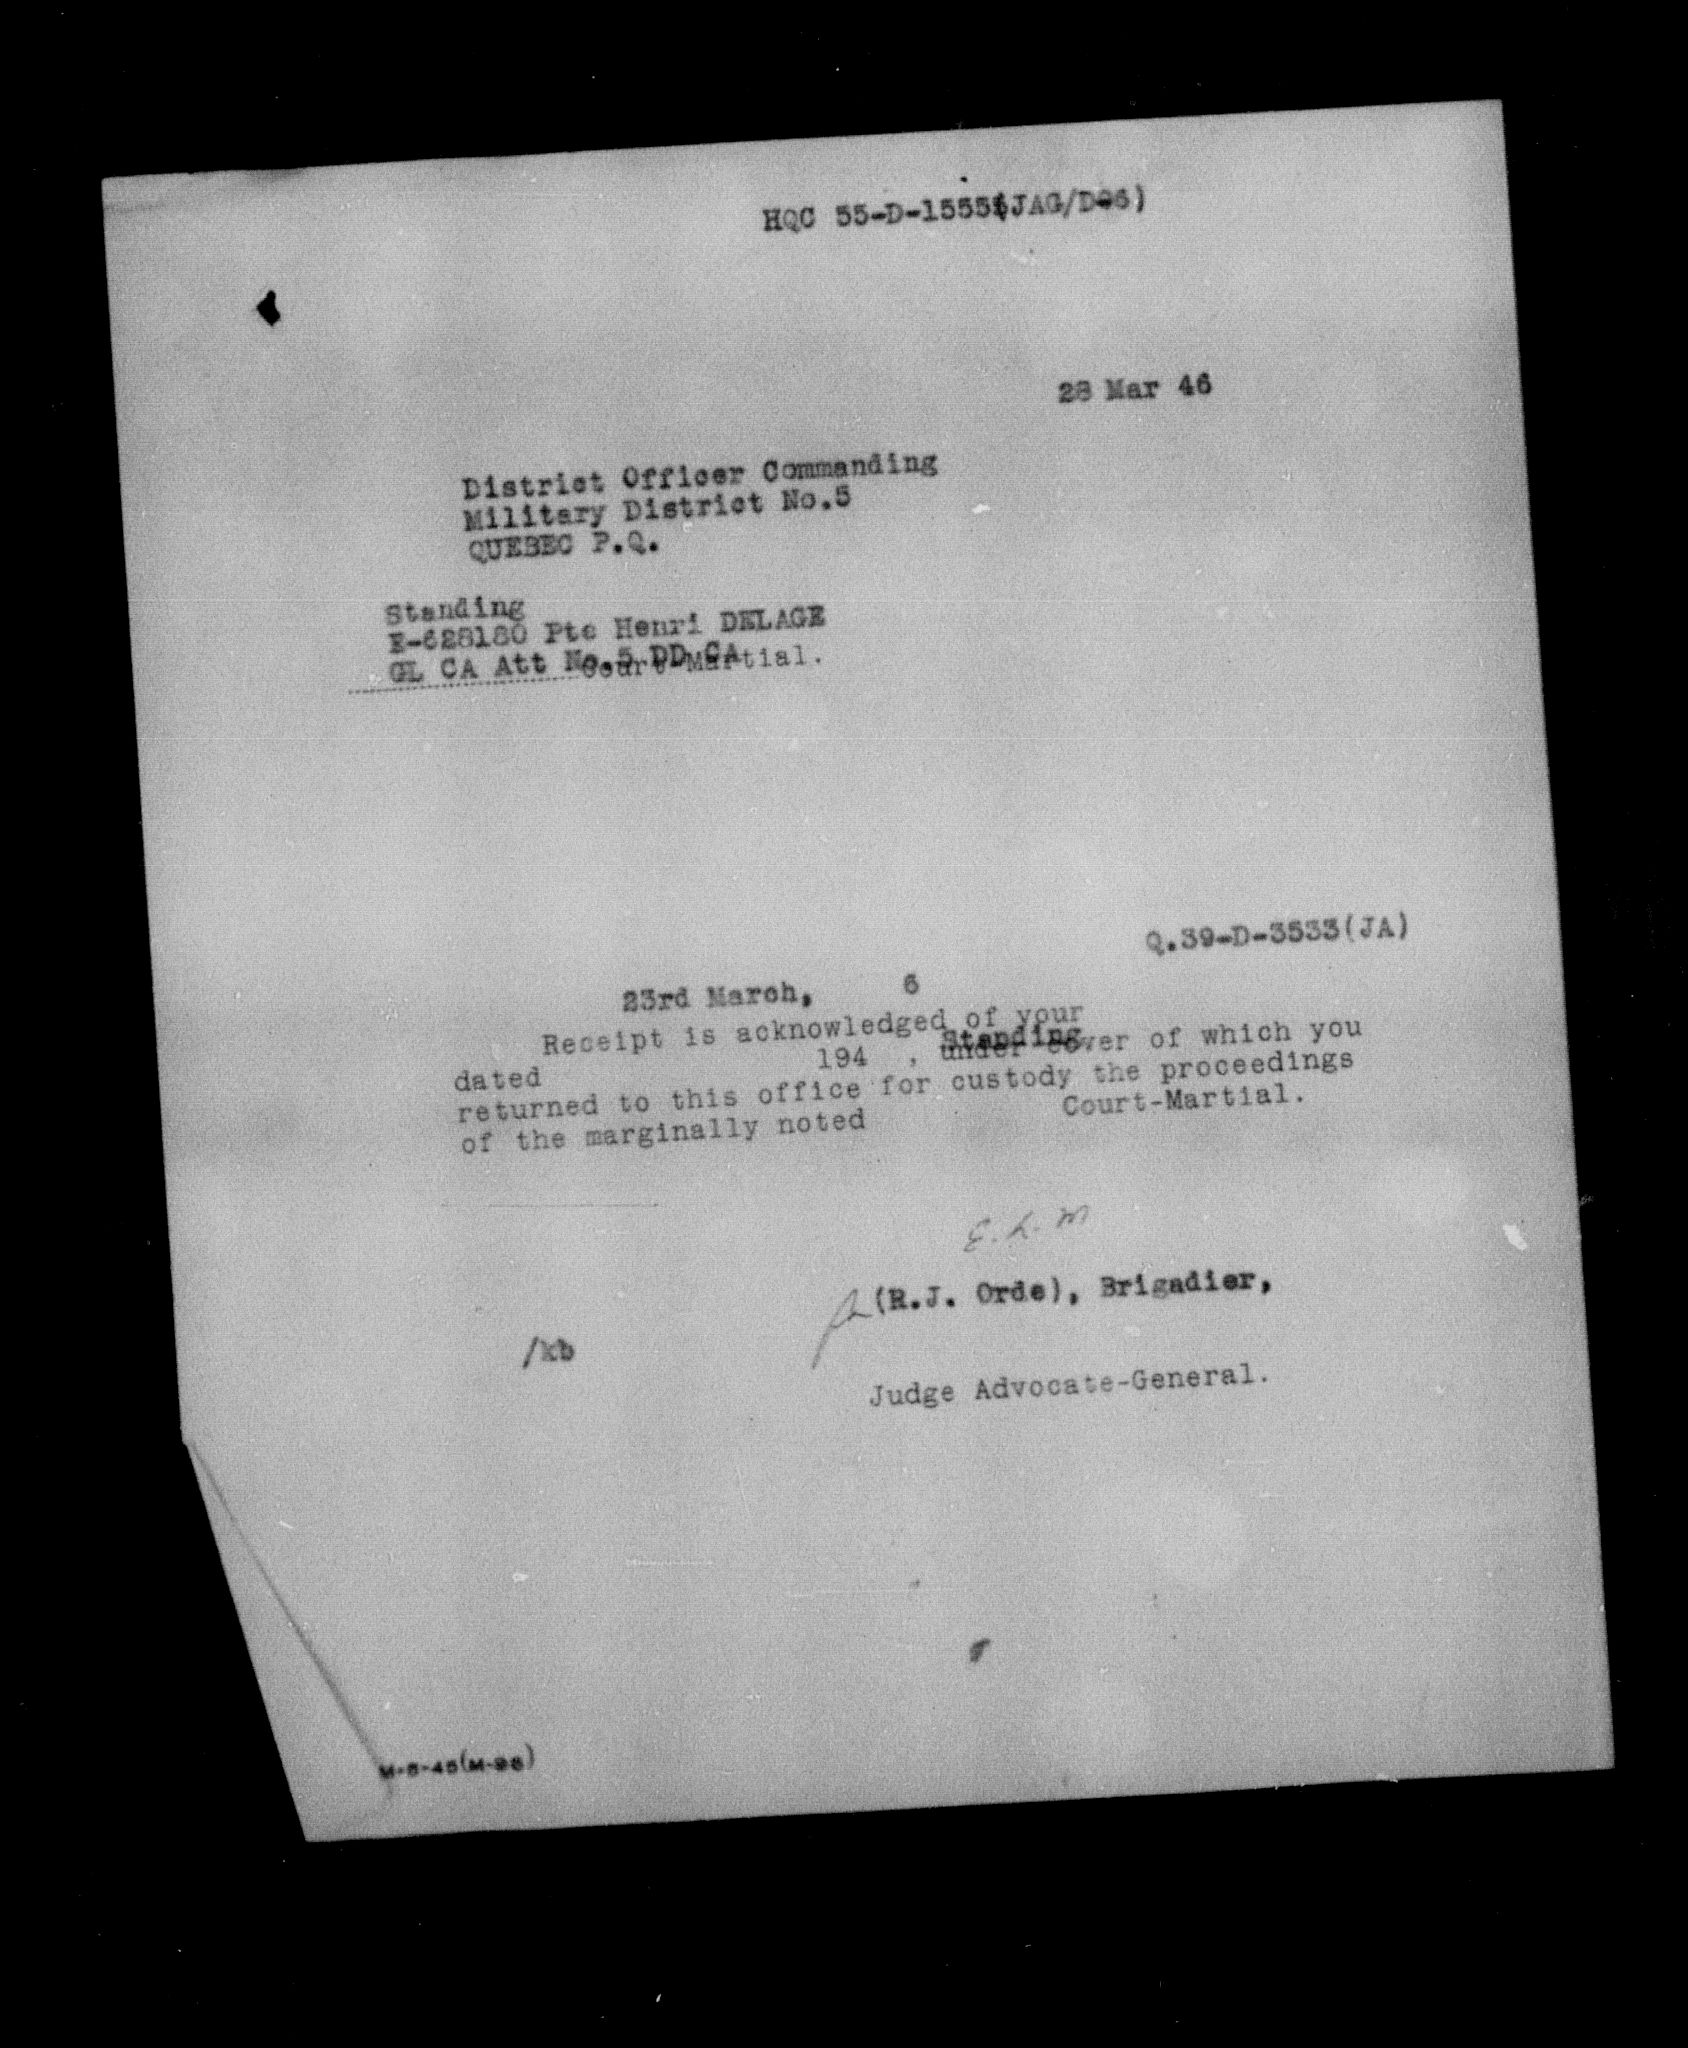 HQC 55-D-1555(JAG/D26)
28 Mar 46
District Officer Commanding
Military District No.5
QUEBEC P.Q.
Standing
E-628180 Pte Henri DELAGE
GL CA Att No.5 DD CA
Court-Martial.
Q.39-D-3533(JA)
23rd March, 6
Receipt is acknowledged of your
dated 194 , under cover of which you
returned to this office for custody the proceedings
of the marginally noted Standing Court-Martial.
E. L. M
for (R.J. Orde), Brigadier,
/kb
Judge Advocate-General.